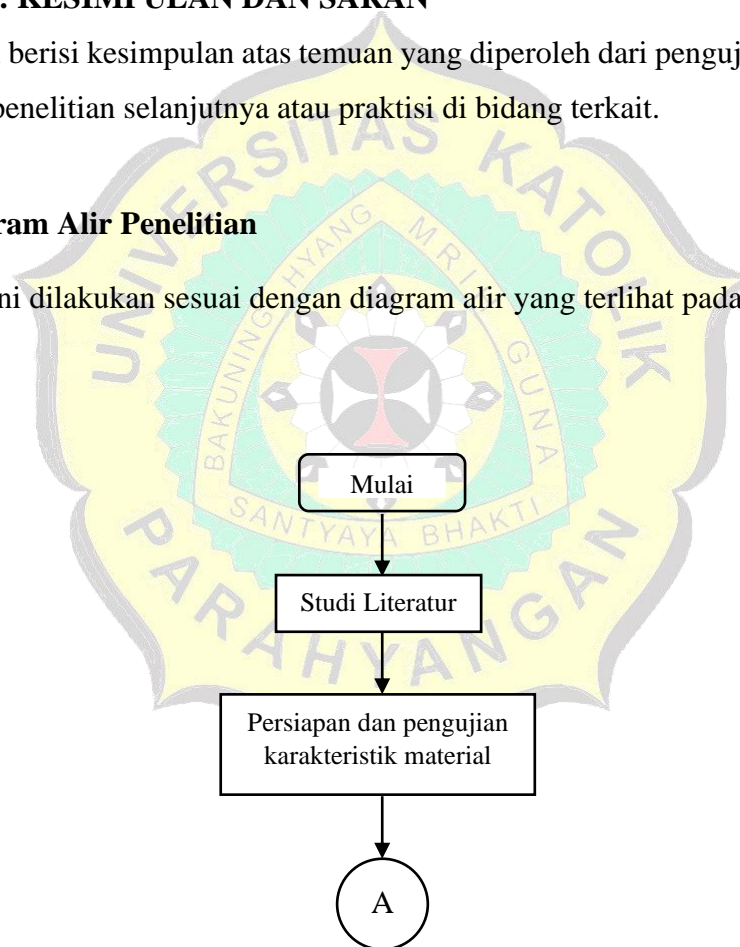 : KESIMPULAN DAN SARAN
berisi kesimpulan atas temuan yang diperoleh dari penguj
penelitian selanjutnya atau praktisi di bidang terkait.
ram Alir Penelitian
ni dilakukan sesuai dengan diagram alir yang terlihat pada
UNIVERSITAS KATOLIK
PARAHYANGAN
BAKUNING HYANG MRIH GUNA
SANTYAYA BHAKTI
Mulai
Studi Literatur
Persiapan dan pengujian
karakteristik material
A